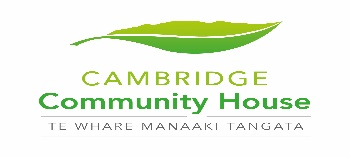 CAMBRIDGE
Community House
TE WHARE MANAAKI TANGATA